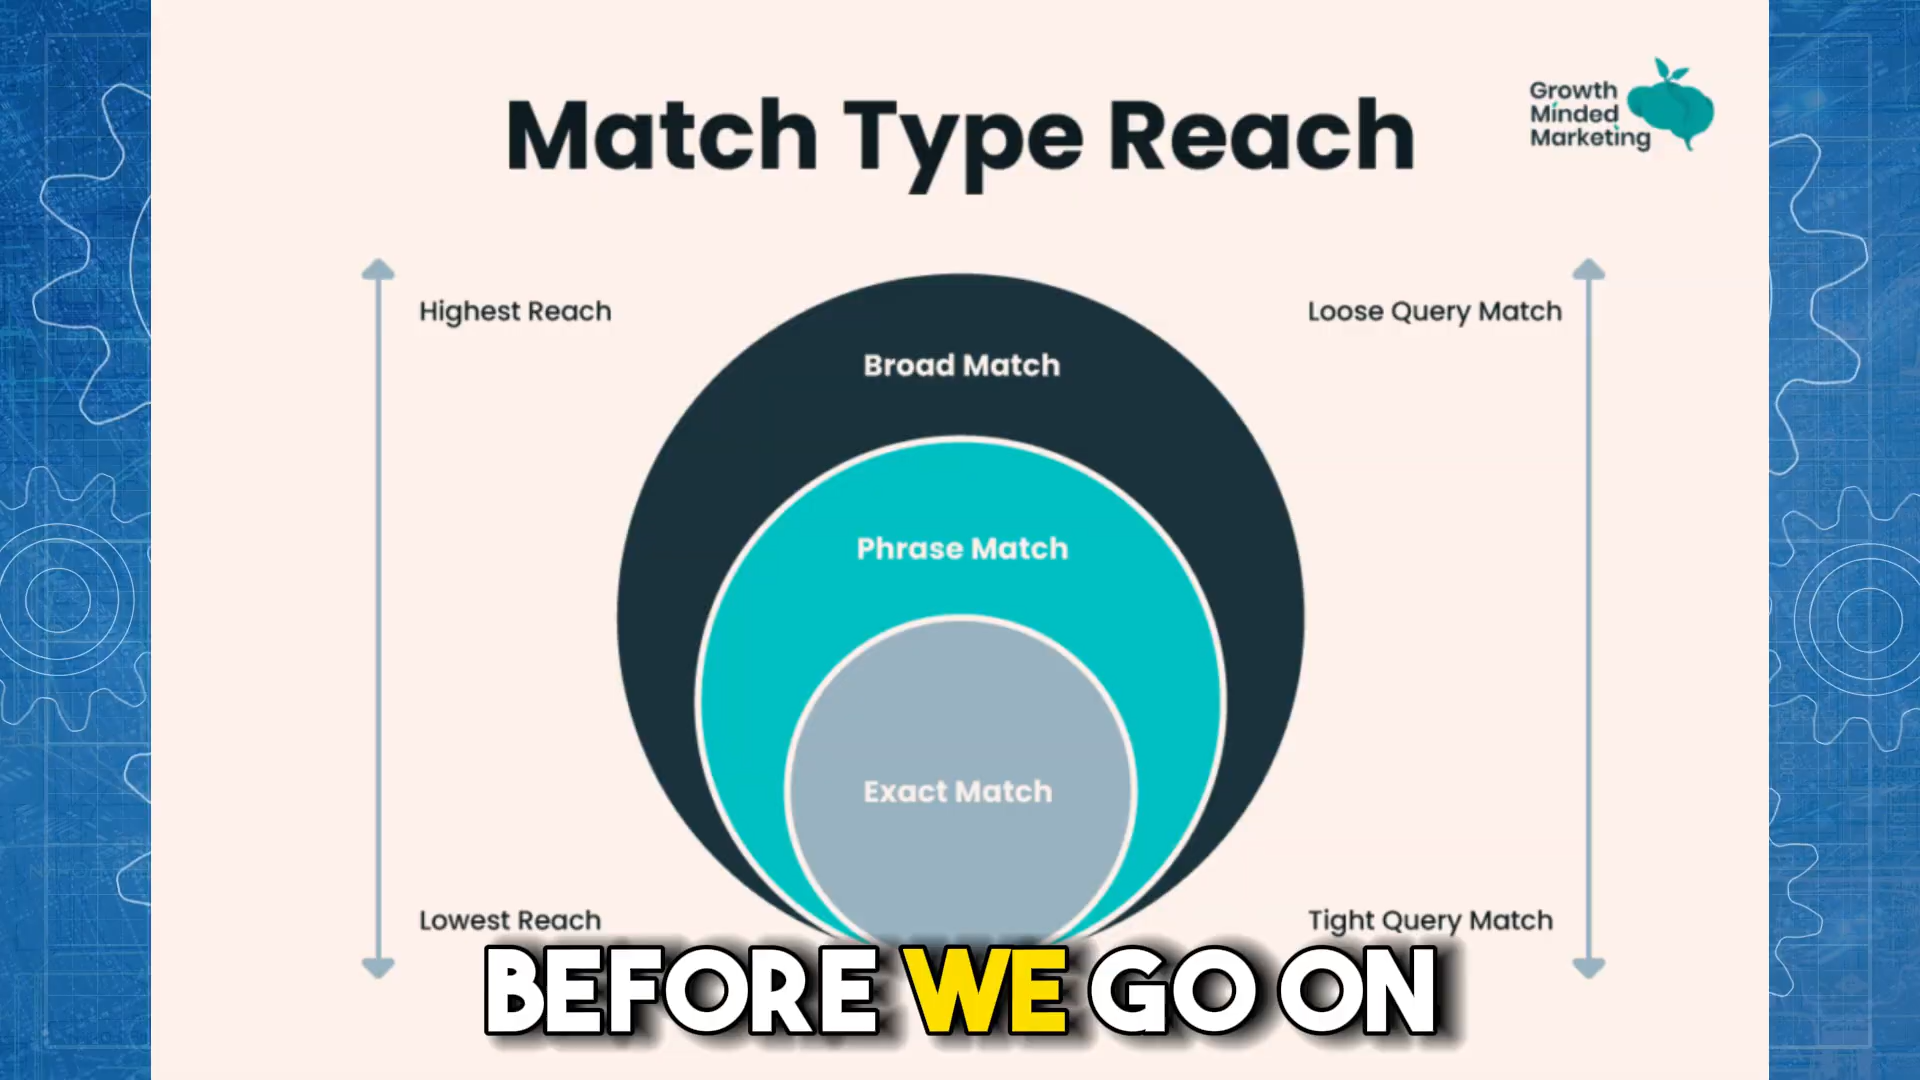 Match Type Reach
Growth
Minded
Marketing
Highest Reach
Loose Query Match
Broad Match
Phrase Match
Exact Match
Lowest Reach
Tight Query Match
BEFORE WE GO ON